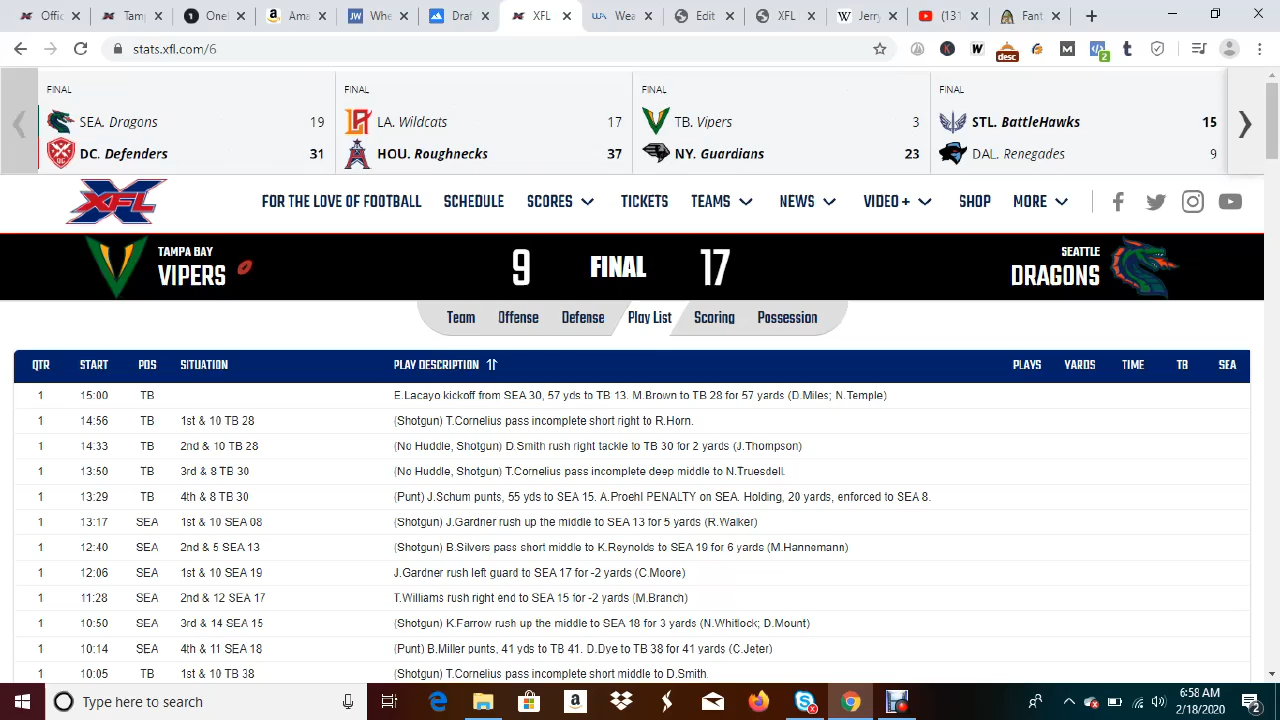 Offic
Tamp
One
Ama
Whe
Draf
XFL
Wea
Edit
XFL
Jerry
(131
Fant
stats.xfl.com/6
desc
FINAL
SEA. Dragons 19
DC. Defenders 31
FINAL
LA. Wildcats 17
HOU. Roughnecks 37
FINAL
TB. Vipers 3
NY. Guardians 23
FINAL
STL. BattleHawks 15
DAL. Renegades 9
XFL
FOR THE LOVE OF FOOTBALL SCHEDULE SCORES TICKETS TEAMS NEWS VIDEO + SHOP MORE
TAMPA BAY
VIPERS
9 FINAL 17
SEATTLE
DRAGONS
Team Offense Defense Play List Scoring Possession
QTR START POS SITUATION PLAY DESCRIPTION PLAYS YARDS TIME TB SEA
1 15:00 TB E.Lacayo kickoff from SEA 30, 57 yds to TB 13. M.Brown to TB 28 for 57 yards (D.Miles; N.Temple)
1 14:56 TB 1st & 10 TB 28 (Shotgun) T.Cornelius pass incomplete short right to R.Horn.
1 14:33 TB 2nd & 10 TB 28 (No Huddle, Shotgun) D.Smith rush right tackle to TB 30 for 2 yards (J.Thompson)
1 13:50 TB 3rd & 8 TB 30 (No Huddle, Shotgun) T.Cornelius pass incomplete deep middle to N.Truesdell.
1 13:29 TB 4th & 8 TB 30 (Punt) J.Schum punts, 55 yds to SEA 15. A.Proehl PENALTY on SEA. Holding, 20 yards, enforced to SEA 8.
1 13:17 SEA 1st & 10 SEA 08 (Shotgun) J.Gardner rush up the middle to SEA 13 for 5 yards (R.Walker)
1 12:40 SEA 2nd & 5 SEA 13 (Shotgun) B.Silvers pass short middle to K.Reynolds to SEA 19 for 6 yards (M.Hannemann)
1 12:06 SEA 1st & 10 SEA 19 J.Gardner rush left guard to SEA 17 for -2 yards (C.Moore)
1 11:28 SEA 2nd & 12 SEA 17 T.Williams rush right end to SEA 15 for -2 yards (M.Branch)
1 10:50 SEA 3rd & 14 SEA 15 (Shotgun) K.Farrow rush up the middle to SEA 18 for 3 yards (N.Whitlock; D.Mount)
1 10:14 SEA 4th & 11 SEA 18 (Punt) B.Miller punts, 41 yds to TB 41. D.Dye to TB 38 for 41 yards (C.Jeter)
1 10:05 TB 1st & 10 TB 38 (Shotgun) T.Cornelius pass incomplete short middle to D.Smith.
Type here to search
6:58 AM
2/18/2020
2